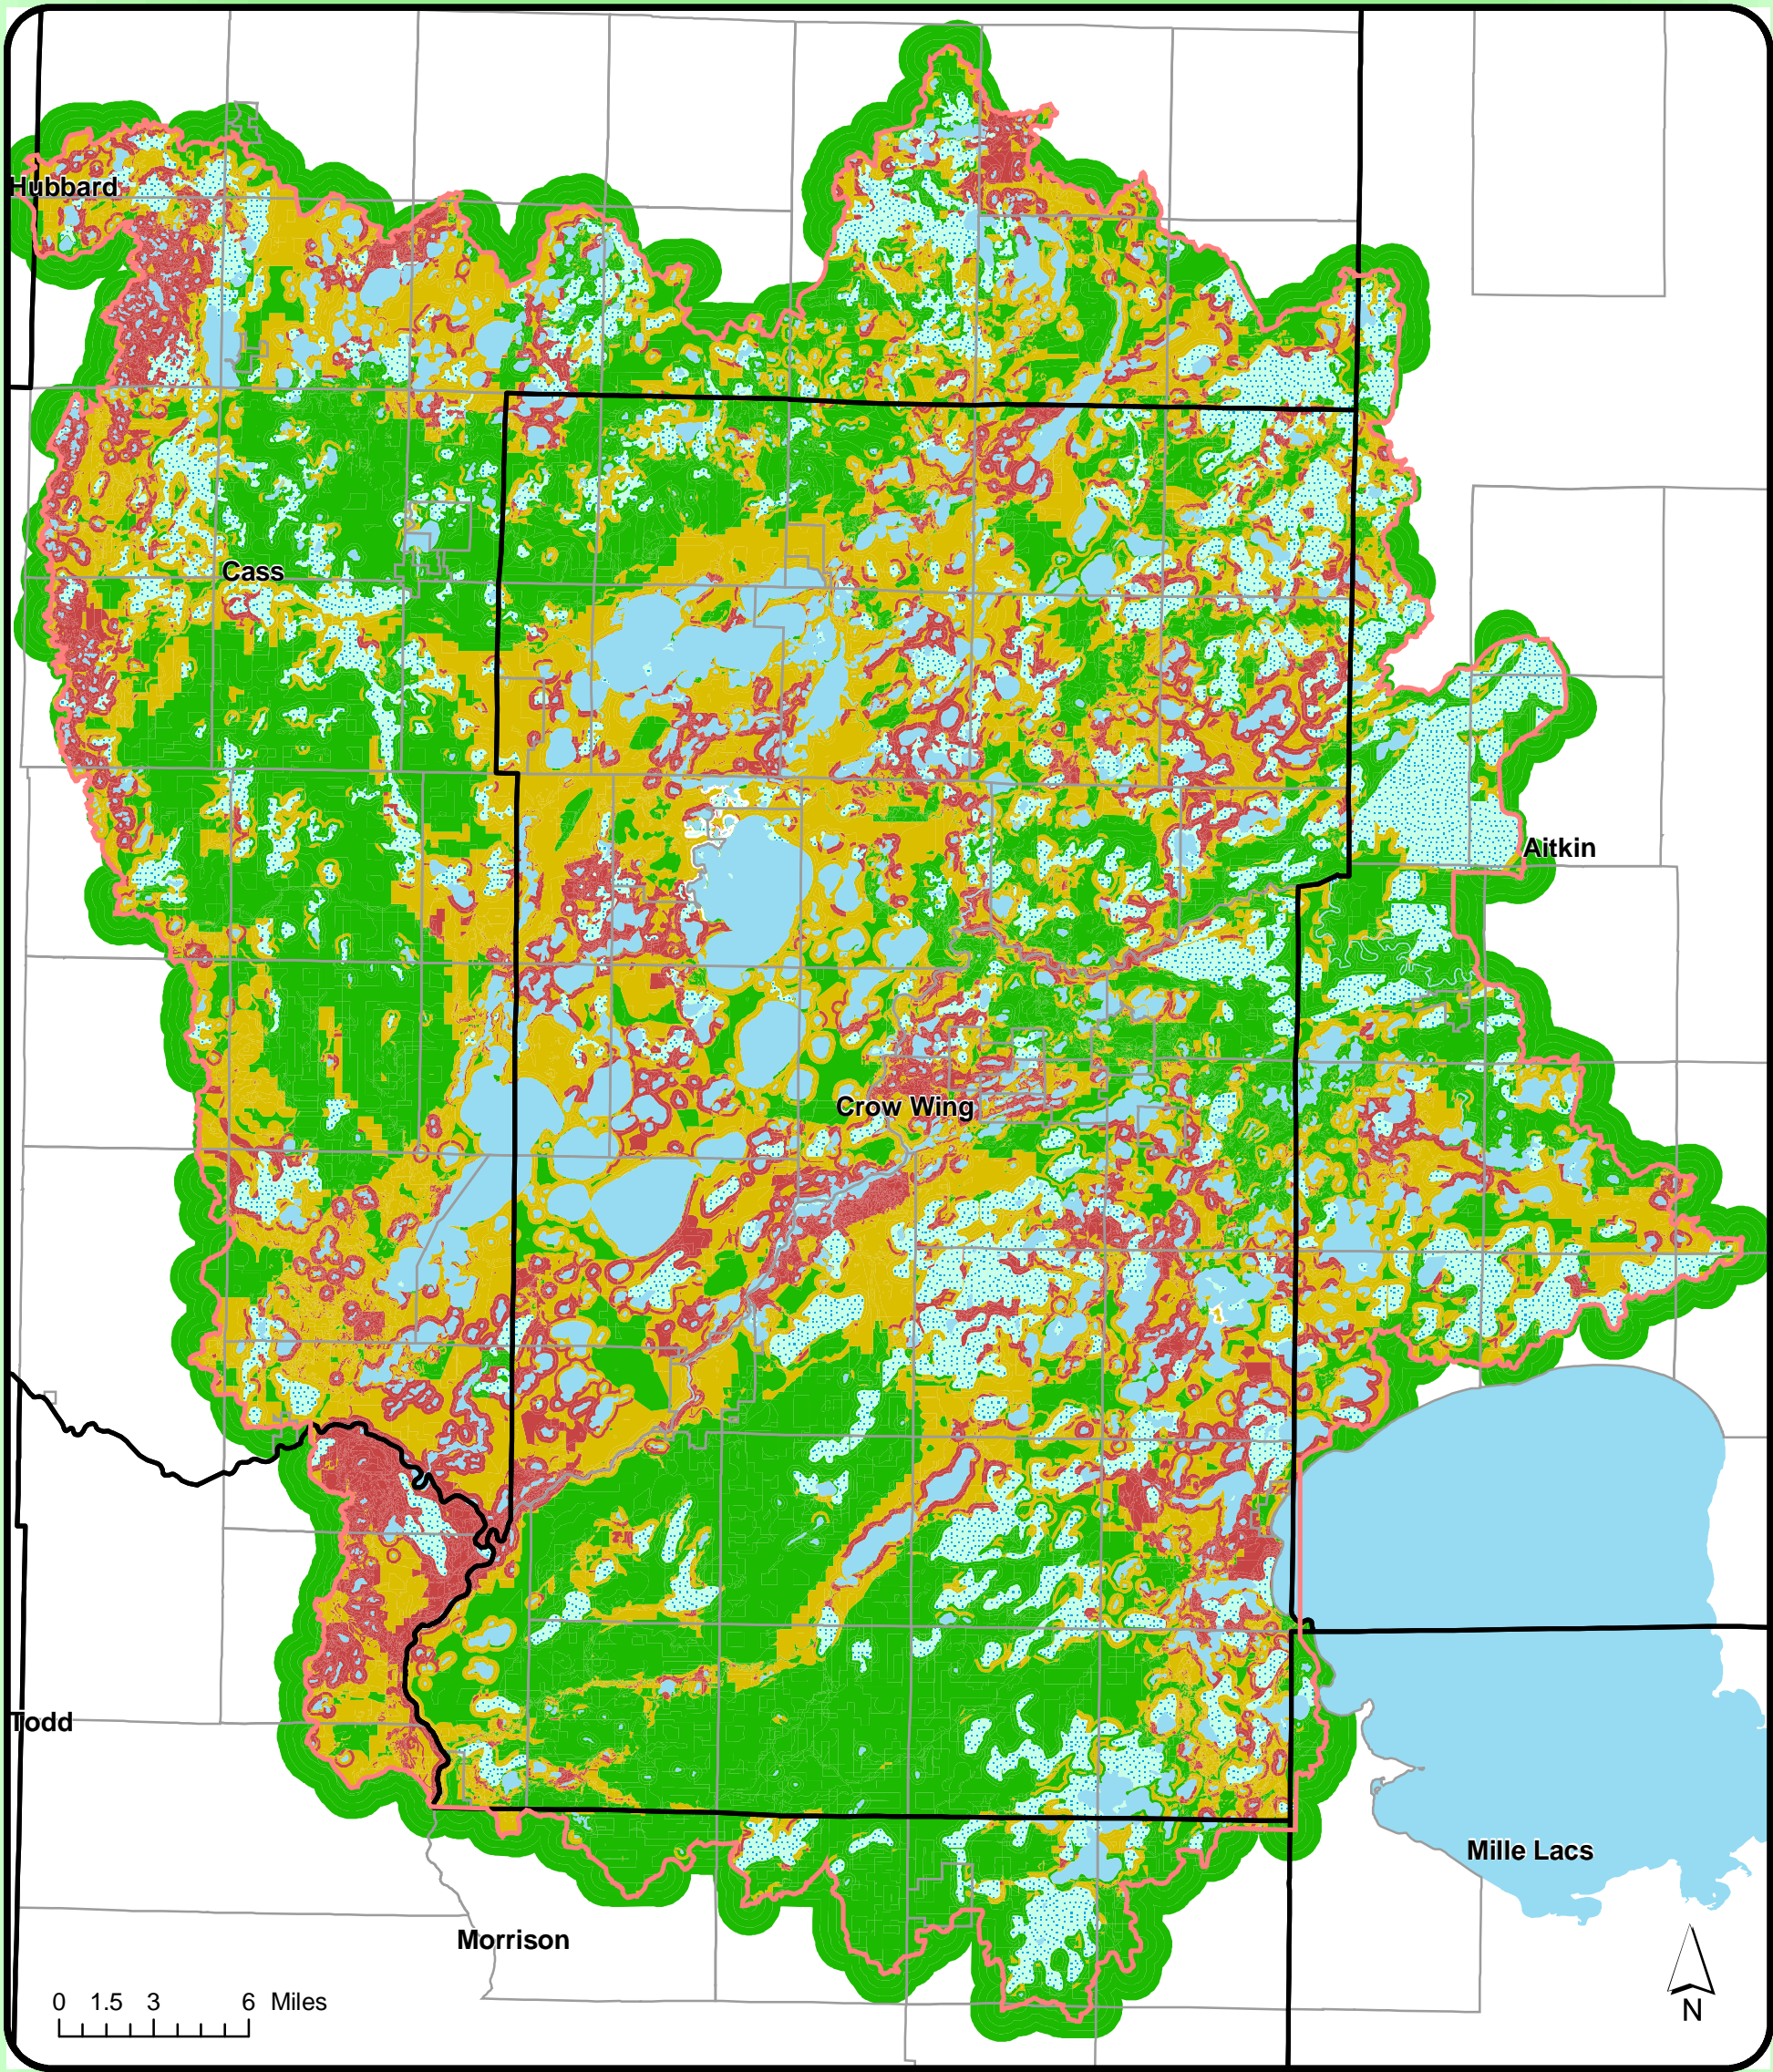 Hubbard
Cass
Aitkin
Crow Wing
Todd
Mille Lacs
Morrison
0 1.5 3 6 Miles
N